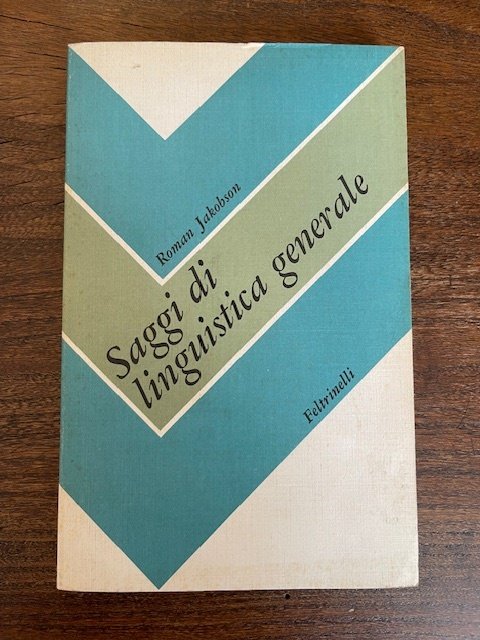 Roman Jakobson
Saggi di
linguistica generale
Feltrinelli